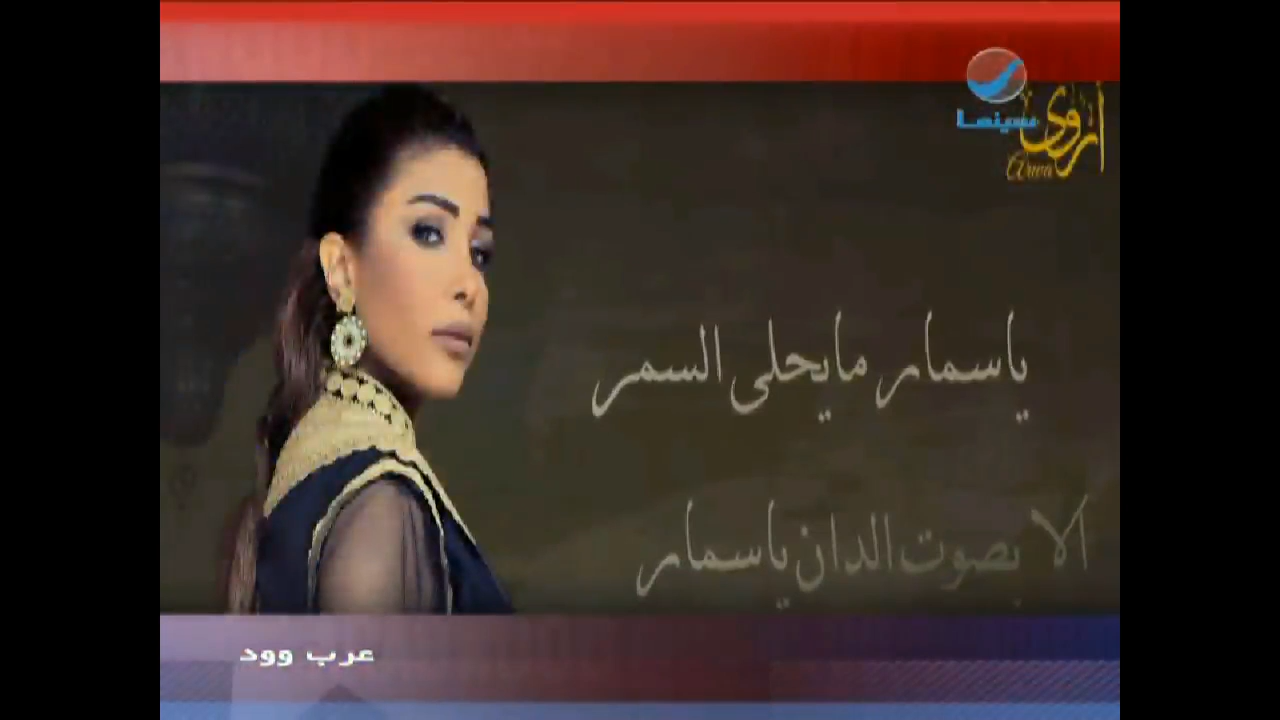 سينما
أروى
Arwa
ياسمار مايحلى السمر
الا بصوت الدان ياسمار
عرب وود